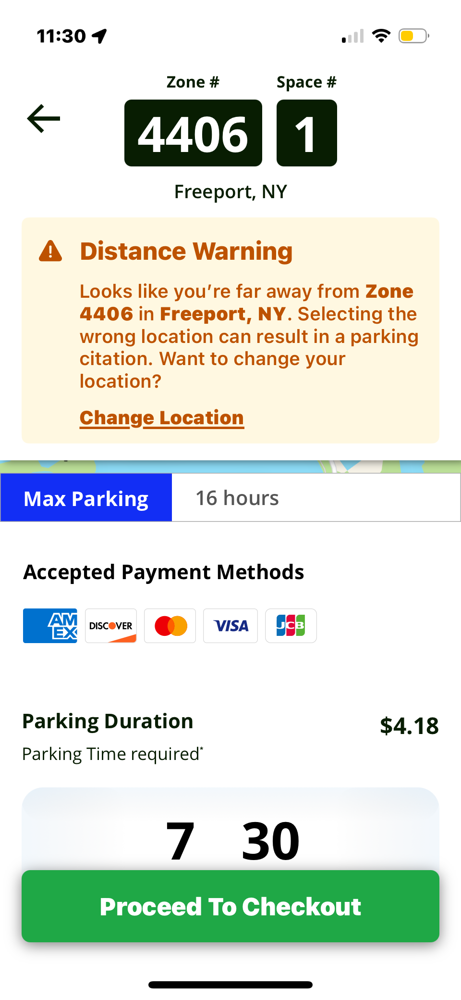 11:30
Zone # Space #
4406 1
Freeport, NY
Distance Warning
Looks like you’re far away from Zone
4406 in Freeport, NY. Selecting the
wrong location can result in a parking
citation. Want to change your
location?
Change Location
Max Parking 16 hours
Accepted Payment Methods
AM
EX
DISCOVER
VISA
JCB
Parking Duration $4.18
Parking Time required*
7 30
Proceed To Checkout